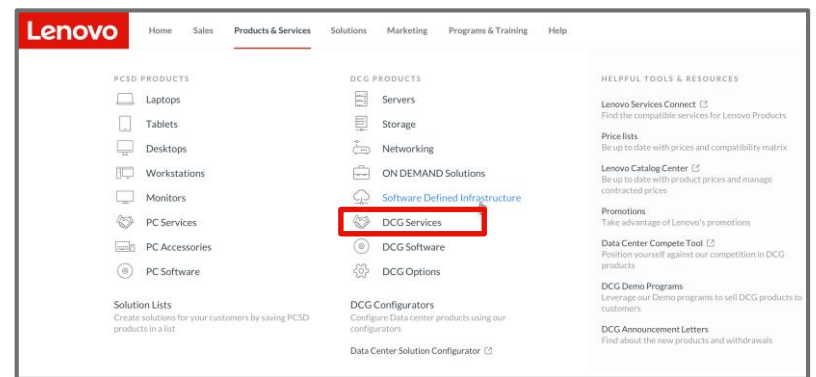 Lenovo
Home Sales Products & Services Solutions Marketing Programs & Training Help
PCSD PRODUCTS
Laptops
Tablets
Desktops
Workstations
Monitors
PC Services
PC Accessories
PC Software
Solution Lists
Create solutions for your customers by saving PCSD
products in a list
DCG PRODUCTS
Servers
Storage
Networking
ON DEMAND Solutions
Software Defined Infrastructure
DCG Services
DCG Software
DCG Options
DCG Configurators
Configure Data center products using our
configurators
Data Center Solution Configurator
HELPFUL TOOLS & RESOURCES
Lenovo Services Connect
Find the compatible services for Lenovo Products
Price lists
Be up to date with prices and compatibility matrix
Lenovo Catalog Center
Be up to date with product prices and manage
contracted prices
Promotions
Take advantage of Lenovo's promotions
Data Center Compete Tool
Position yourself against our competition in DCG
products
DCG Demo Programs
Leverage our Demo programs to sell DCG products to
customers
DCG Announcement Letters
Find about the new products and withdrawals